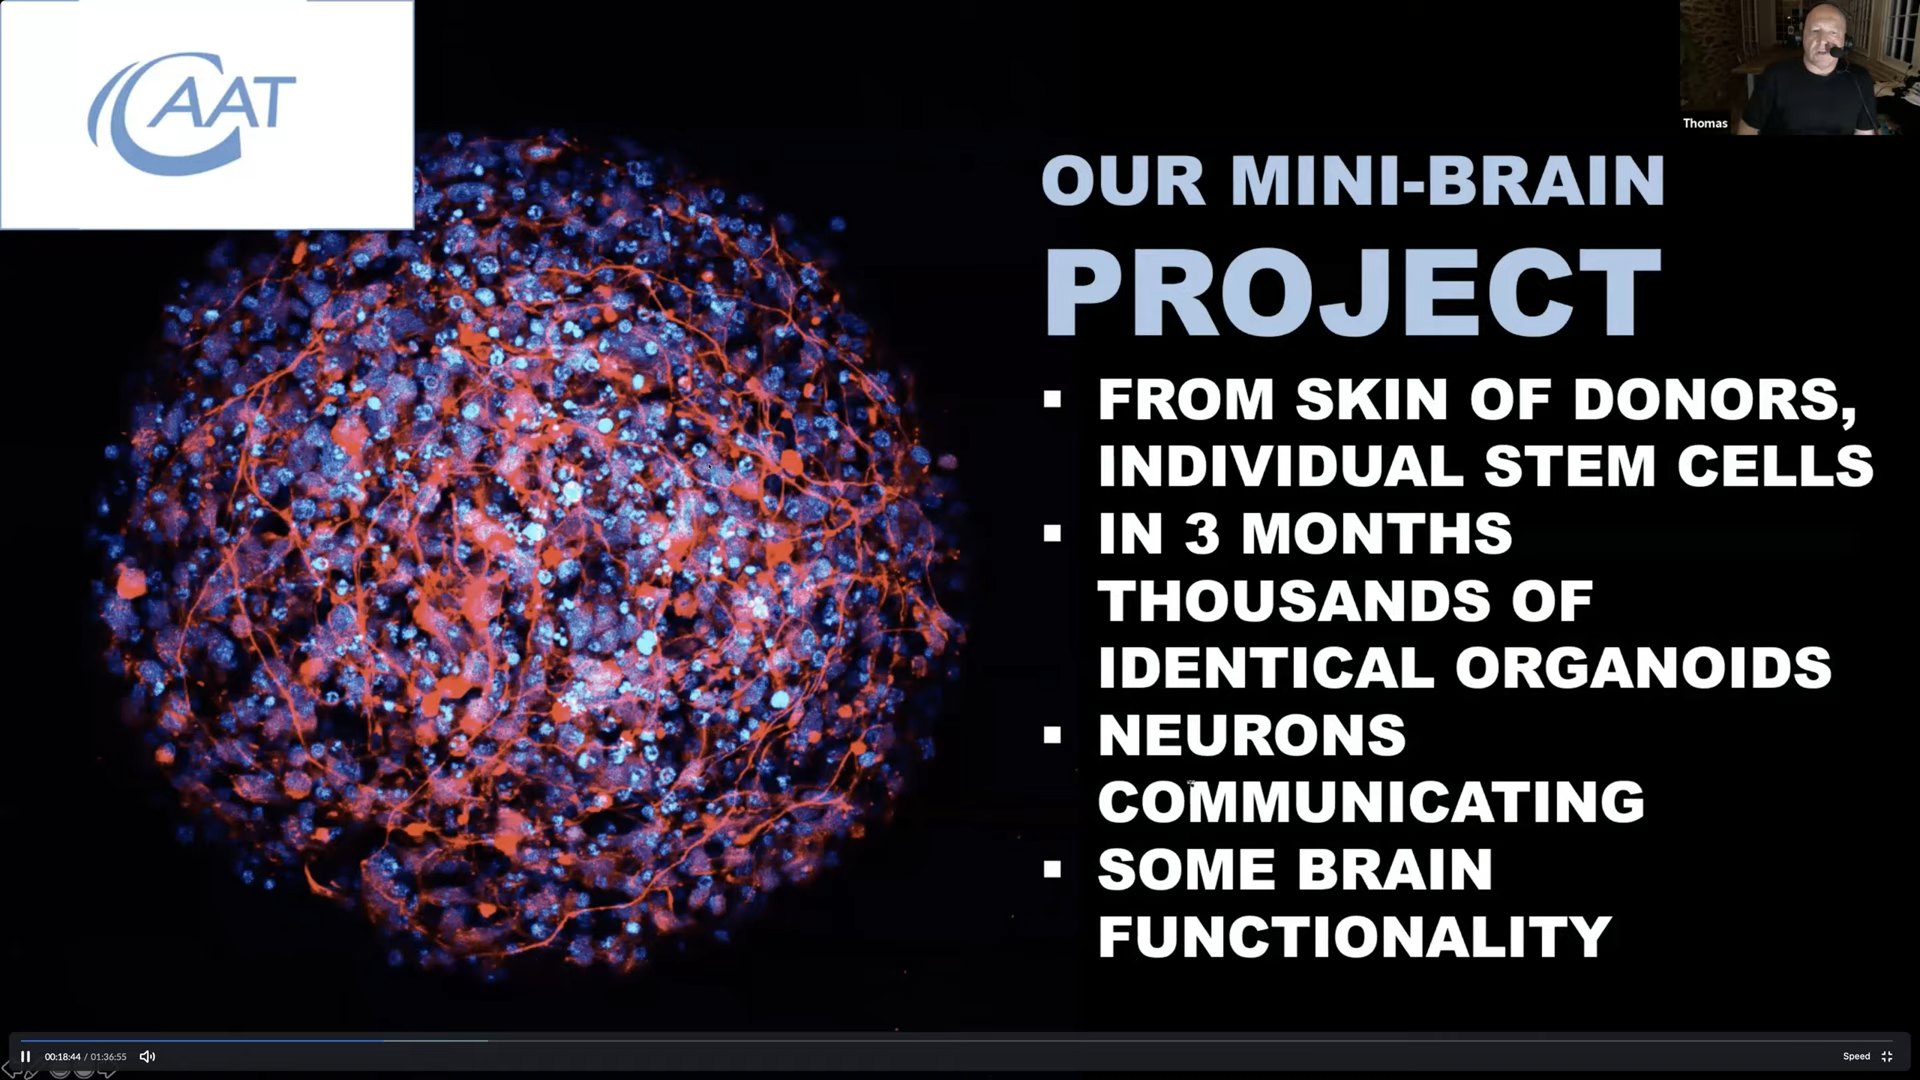 CAAT
Thomas
OUR MINI-BRAIN
PROJECT
▪ FROM SKIN OF DONORS,
INDIVIDUAL STEM CELLS
▪ IN 3 MONTHS
THOUSANDS OF
IDENTICAL ORGANOIDS
▪ NEURONS
COMMUNICATING
▪ SOME BRAIN
FUNCTIONALITY
00:18:44 / 01:36:55
Speed